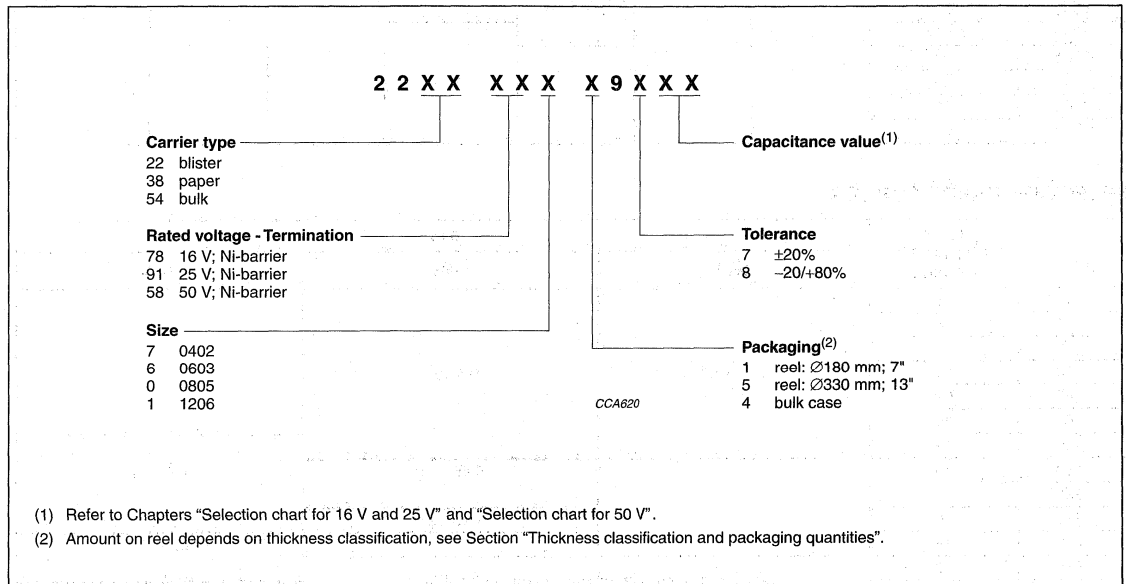 2 2 X X X X X X 9 X X X
Carrier type
22 blister
38 paper
54 bulk
Rated voltage - Termination
78 16 V; Ni-barrier
91 25 V; Ni-barrier
58 50 V; Ni-barrier
Size
7 0402
6 0603
0 0805
1 1206
Capacitance value(1)
Tolerance
7 ±20%
8 −20/+80%
Packaging(2)
1 reel: ∅180 mm; 7"
5 reel: ∅330 mm; 13"
4 bulk case
CCA620
(1) Refer to Chapters “Selection chart for 16 V and 25 V” and “Selection chart for 50 V”.
(2) Amount on reel depends on thickness classification, see Section “Thickness classification and packaging quantities”.